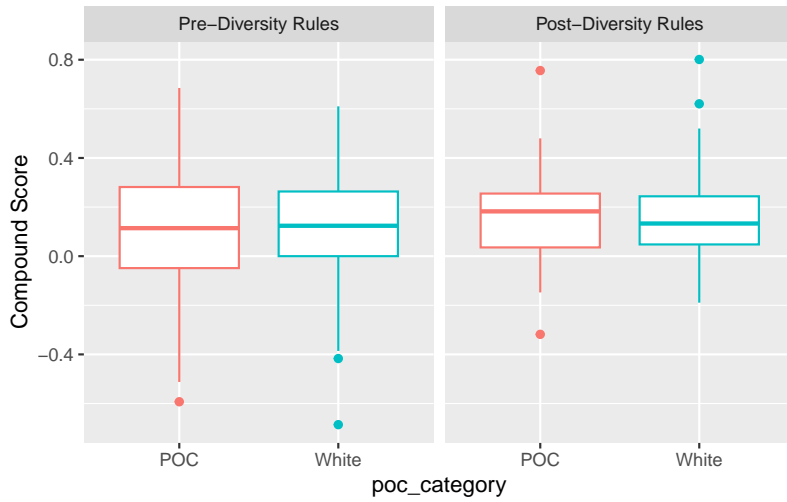 Pre−Diversity Rules
Post−Diversity Rules
Compound Score
0.8
0.4
0.0
−0.4
POC
White
POC
White
poc_category